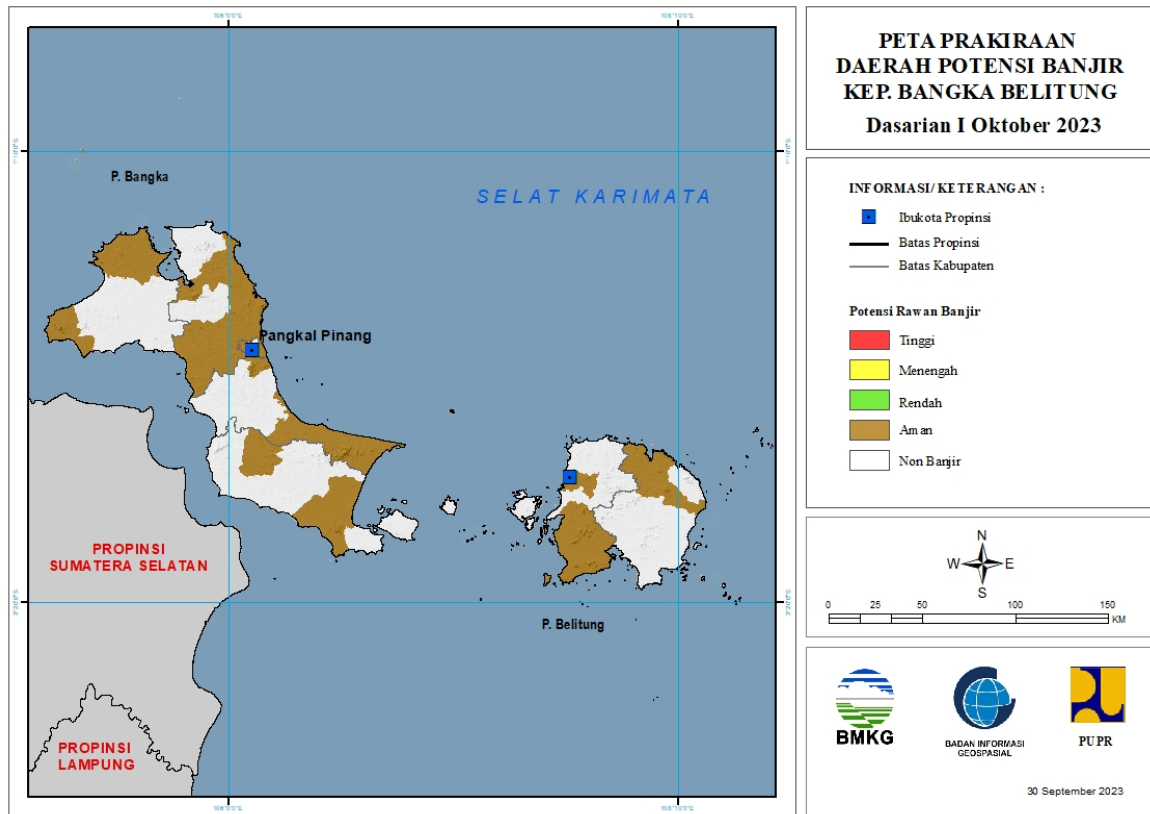 PETA PRAKIRAAN
DAERAH POTENSI BANJIR
KEP. BANGKA BELITUNG
Dasarian I Oktober 2023
INFORMASI/ KETERANGAN :
Ibukota Propinsi
Batas Propinsi
Batas Kabupaten
Potensi Rawan Banjir
Tinggi
Menengah
Rendah
Aman
Non Banjir
N
W E
S
0 25 50 100 150
KM
BMKG
BADAN INFORMASI
GEOSPASIAL
PUPR
30 September 2023
P. Bangka
SELAT KARIMATA
Pangkal Pinang
PROPINSI
SUMATERA SELATAN
P. Belitung
PROPINSI
LAMPUNG